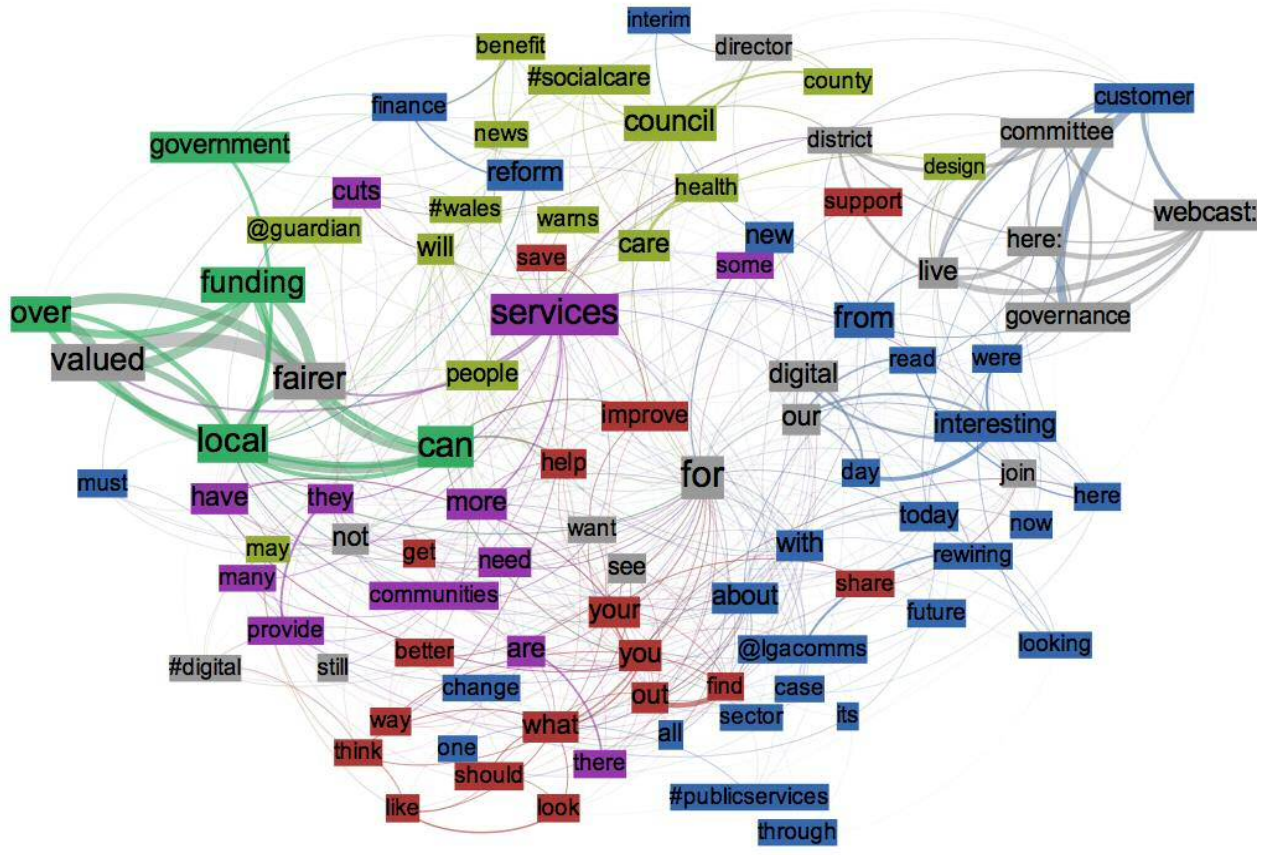 interim
benefit
director
#socialcare
county
finance
customer
council
news
committee
government
district
design
reform
health
cuts
support
#wales
webcast:
warns
@guardian
care
new
here:
will
save
some
live
funding
over
services
from
governance
valued
read
were
fairer
people
digital
improve
our
interesting
local
can
help
for
day
join
must
have
they
more
here
today
now
want
not
with
may
get
need
rewiring
many
see
share
communities
about
your
future
provide
better
are
you
@lgacomms
looking
#digital
still
change
out
find
case
way
what
sector
its
all
think
one
there
should
#publicservices
like
look
through